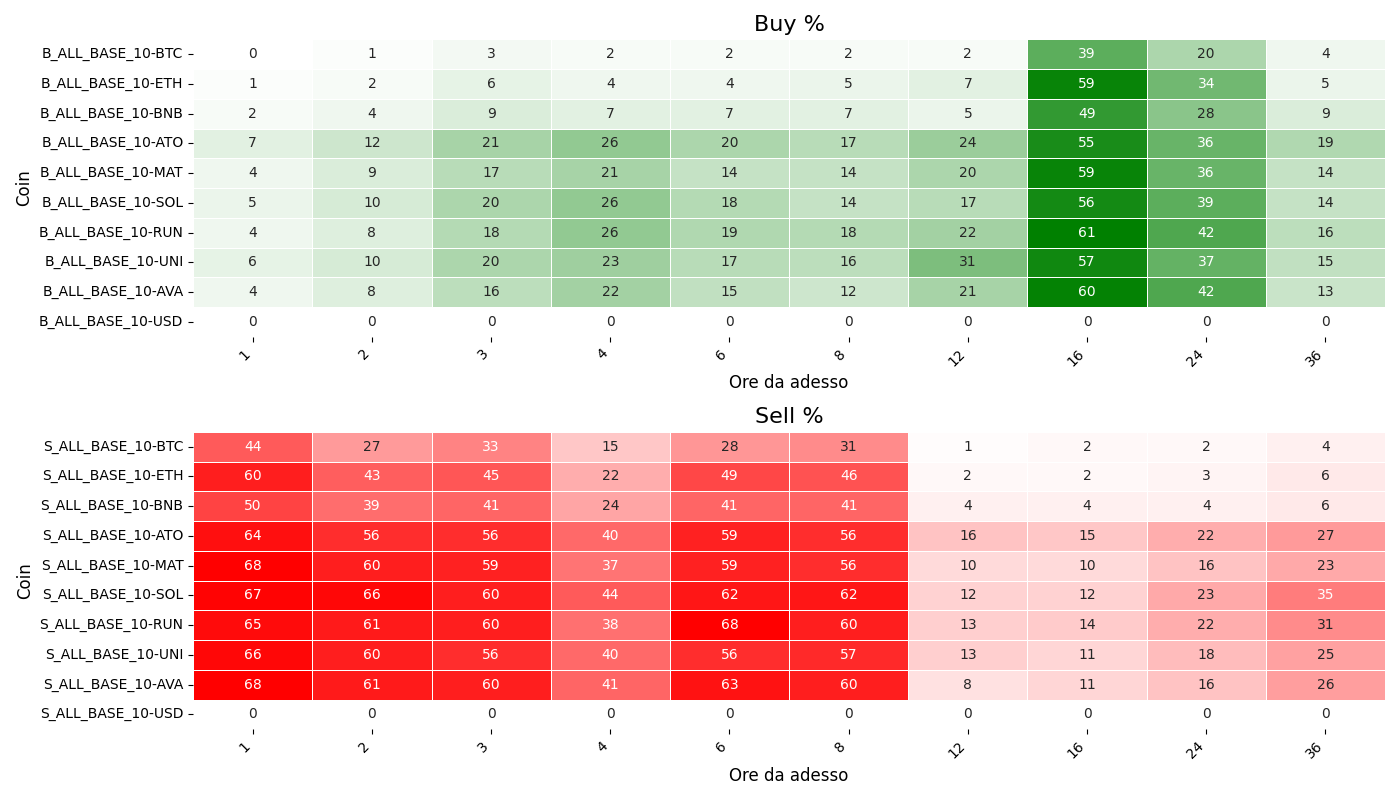 Buy %
Coin
B_ALL_BASE_10-BTC 0 1 3 2 2 2 2 39 20 4
B_ALL_BASE_10-ETH 1 2 6 4 4 5 7 59 34 5
B_ALL_BASE_10-BNB 2 4 9 7 7 7 5 49 28 9
B_ALL_BASE_10-ATO 7 12 21 26 20 17 24 55 36 19
B_ALL_BASE_10-MAT 4 9 17 21 14 14 20 59 36 14
B_ALL_BASE_10-SOL 5 10 20 26 18 14 17 56 39 14
B_ALL_BASE_10-RUN 4 8 18 26 19 18 22 61 42 16
B_ALL_BASE_10-UNI 6 10 20 23 17 16 31 57 37 15
B_ALL_BASE_10-AVA 4 8 16 22 15 12 21 60 42 13
B_ALL_BASE_10-USD 0 0 0 0 0 0 0 0 0 0
1 2 3 4 6 8 12 16 24 36
Ore da adesso
Sell %
Coin
S_ALL_BASE_10-BTC 44 27 33 15 28 31 1 2 2 4
S_ALL_BASE_10-ETH 60 43 45 22 49 46 2 2 3 6
S_ALL_BASE_10-BNB 50 39 41 24 41 41 4 4 4 6
S_ALL_BASE_10-ATO 64 56 56 40 59 56 16 15 22 27
S_ALL_BASE_10-MAT 68 60 59 37 59 56 10 10 16 23
S_ALL_BASE_10-SOL 67 66 60 44 62 62 12 12 23 35
S_ALL_BASE_10-RUN 65 61 60 38 68 60 13 14 22 31
S_ALL_BASE_10-UNI 66 60 56 40 56 57 13 11 18 25
S_ALL_BASE_10-AVA 68 61 60 41 63 60 8 11 16 26
S_ALL_BASE_10-USD 0 0 0 0 0 0 0 0 0 0
1 2 3 4 6 8 12 16 24 36
Ore da adesso